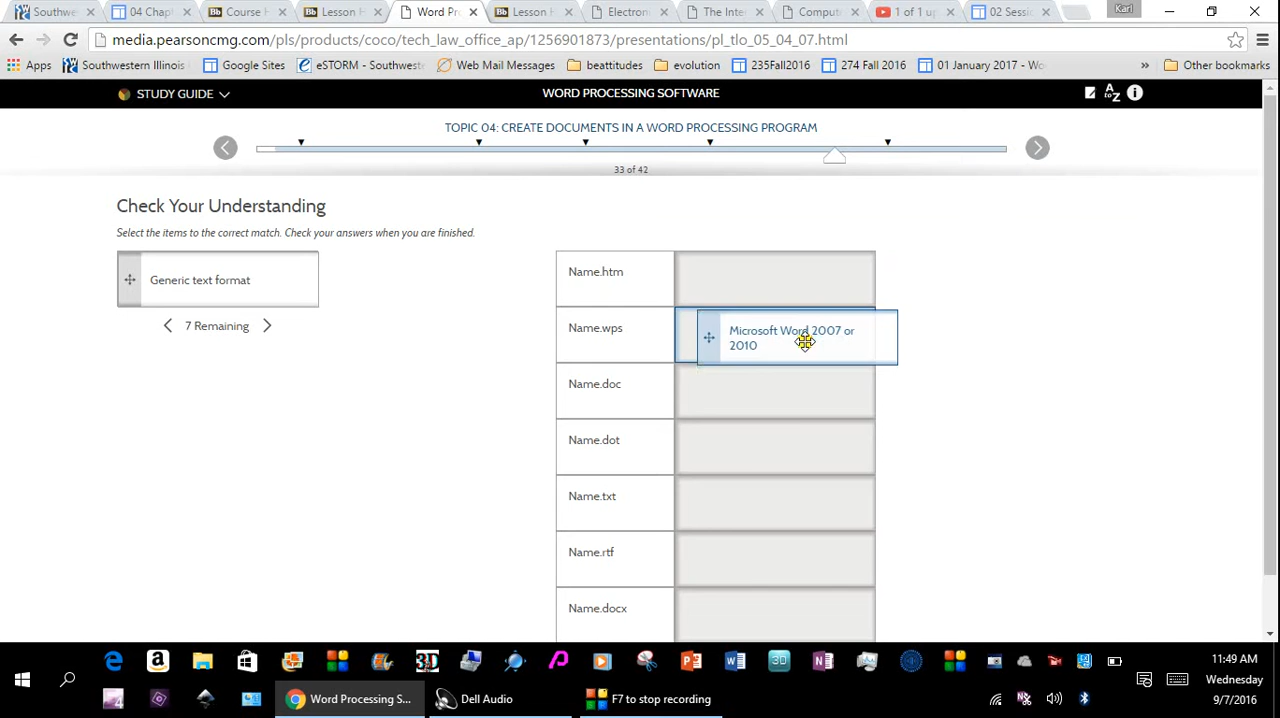 Southwe
04 Chap
Course H
Lesson H
Word Pr
Lesson
Electron
The Inte
Compute
1 of 1 up
02 Sessi
Karl
media.pearsoncmg.com/pls/products/coco/tech_law_office_ap/1256901873/presentations/pl_tlo_05_04_07.html
Apps
Southwestern Illinois
Google Sites
eSTORM - Southwest
Web Mail Messages
beattitudes
evolution
235Fall2016
274 Fall 2016
01 January 2017 - Wo
» Other bookmarks
STUDY GUIDE
WORD PROCESSING SOFTWARE
TOPIC 04: CREATE DOCUMENTS IN A WORD PROCESSING PROGRAM
33 of 42
Check Your Understanding
Select the items to the correct match. Check your answers when you are finished.
Generic text format
7 Remaining
Name.htm
Name.wps
Microsoft Word 2007 or
2010
Name.doc
Name.dot
Name.txt
Name.rtf
Name.docx
11:49 AM
Wednesday
9/7/2016
Word Processing S...
Dell Audio
F7 to stop recording